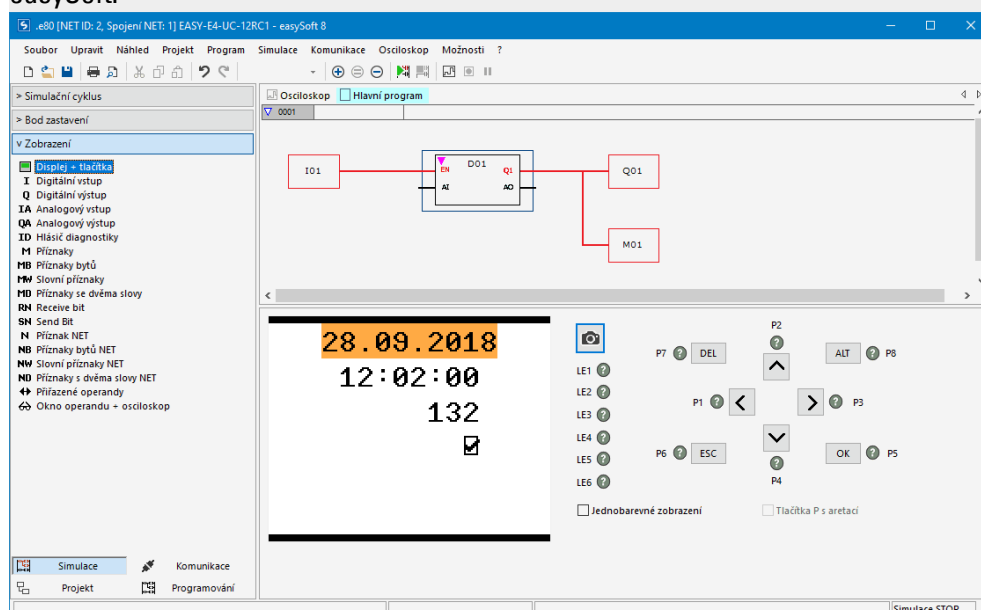 easySoft.
.e80 [NET ID: 2, Spojení NET: 1] EASY-E4-UC-12RC1 - easySoft 8
Soubor Upravit Náhled Projekt Program Simulace Komunikace Osciloskop Možnosti ?
> Simulační cyklus
> Bod zastavení
v Zobrazení
Displej + tlačítka
I Digitální vstup
Q Digitální výstup
IA Analogový vstup
QA Analogový výstup
ID Hlásič diagnostiky
M Příznaky
MB Příznaky bytů
MW Slovní příznaky
MD Příznaky se dvěma slovy
RN Receive bit
SN Send Bit
N Příznak NET
NB Příznaky bytů NET
NW Slovní příznaky NET
ND Příznaky s dvěma slovy NET
Přiřazené operandy
Okno operandu + osciloskop
Simulace Komunikace
Projekt Programování
Osciloskop Hlavní program
0001
I01
D01
EN Q1
AI AO
Q01
M01
28.09.2018
12:02:00
132
P2
P7 ? DEL ? ALT ? P8
LE1 ?
LE2 ?
P1 ? < > ? P3
LE3 ?
LE4 ?
LE5 ?
P6 ? ESC ? OK ? P5
LE6 ?
P4
Jednobarevné zobrazení Tlačítka P s aretací
Simulace STOP